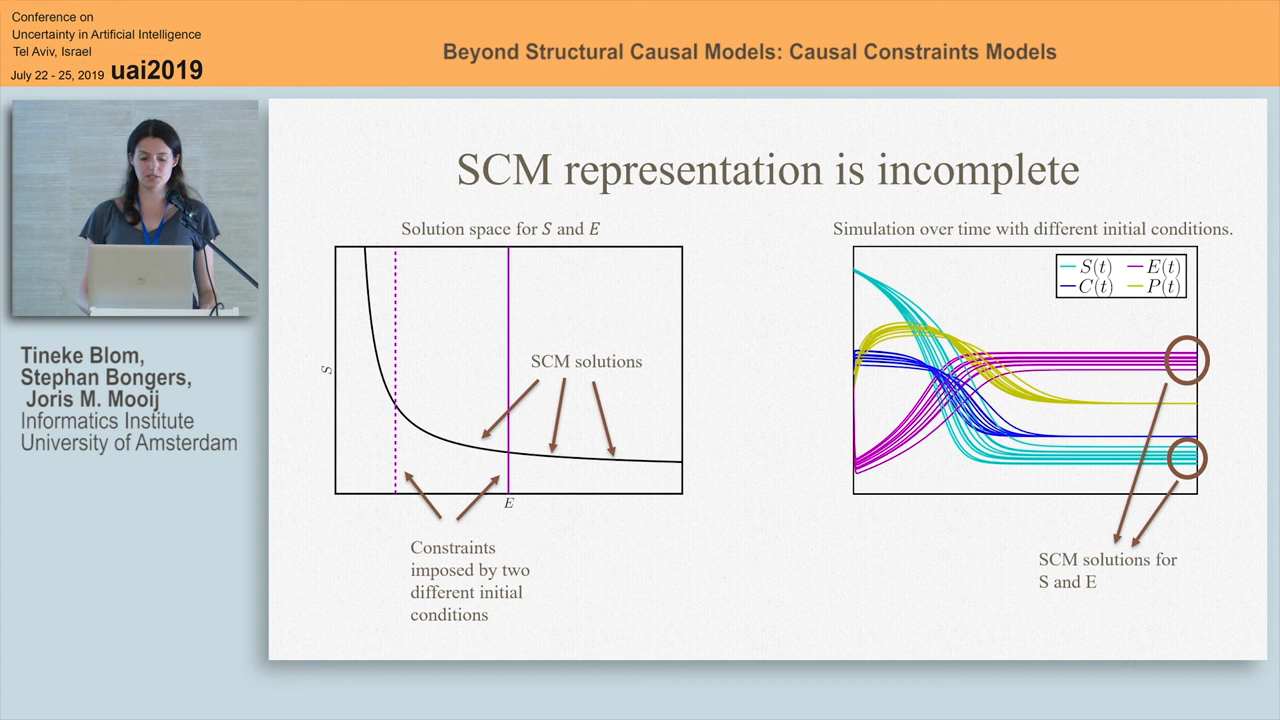 Conference on
Uncertainty in Artificial Intelligence
Tel Aviv, Israel
July 22 - 25, 2019 uai2019
Beyond Structural Causal Models: Causal Constraints Models
Tineke Blom,
Stephan Bongers,
Joris M. Mooij
Informatics Institute
University of Amsterdam
SCM representation is incomplete
Solution space for S and E
S
SCM solutions
E
Constraints
imposed by two
different initial
conditions
Simulation over time with different initial conditions.
S(t) E(t)
C(t) P(t)
SCM solutions for
S and E